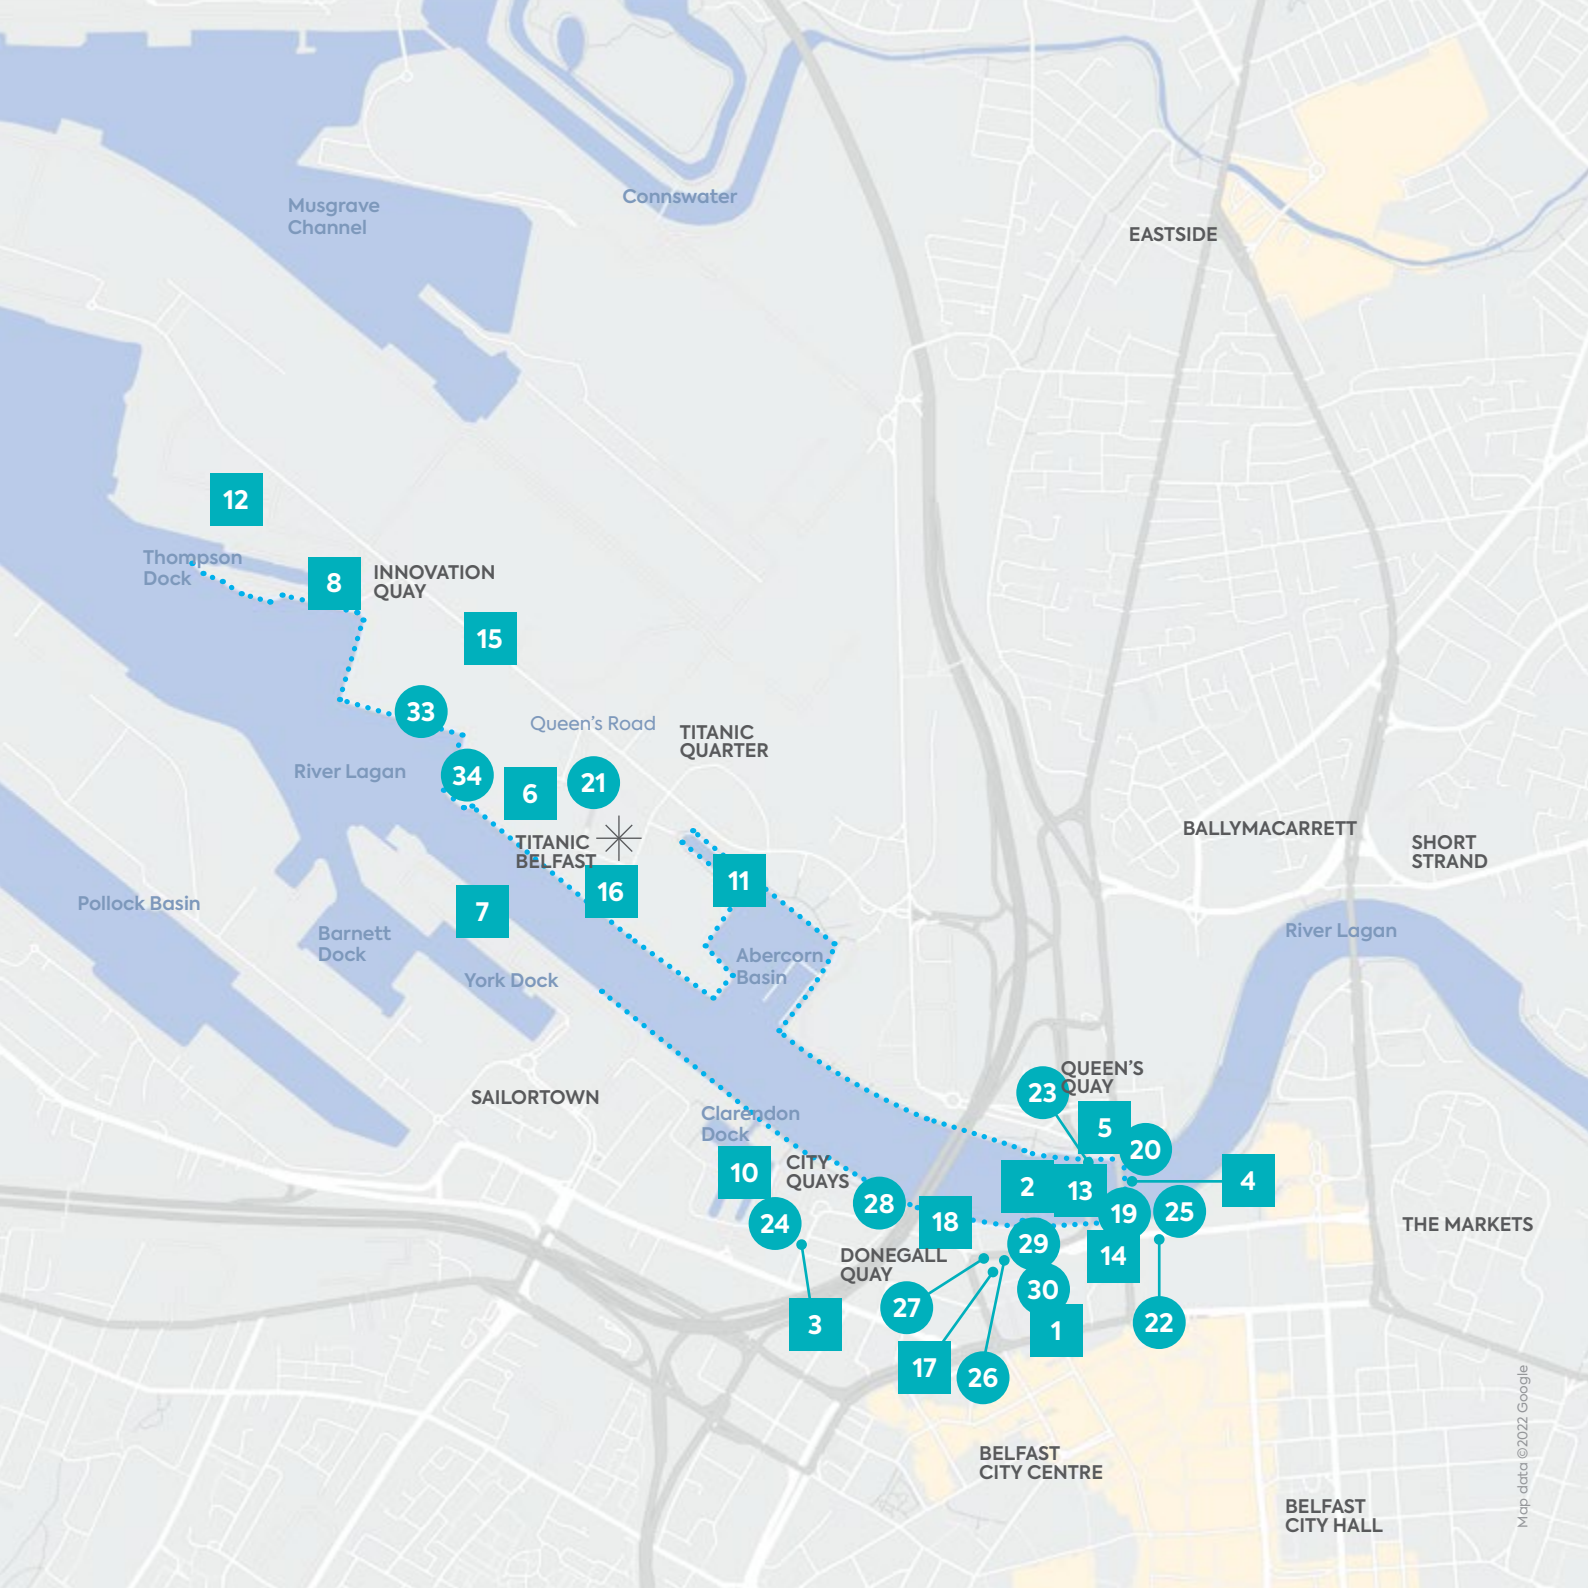 Musgrave
Channel
Connswater
EASTSIDE
12
Thompson
Dock
8
INNOVATION
QUAY
15
33
Queen's Road
TITANIC
QUARTER
River Lagan
34
6
21
TITANIC
BELFAST
16
11
BALLYMACARRETT
SHORT
STRAND
Pollock Basin
7
Barnett
Dock
York Dock
Abercorn
Basin
River Lagan
SAILORTOWN
Clarendon
Dock
23
QUEEN'S
QUAY
5
20
10
CITY
QUAYS
2
13
4
28
18
19
25
24
THE MARKETS
DONEGALL
QUAY
29
14
27
30
3
1
22
17
26
BELFAST
CITY CENTRE
BELFAST
CITY HALL
Map data ©2022 Google